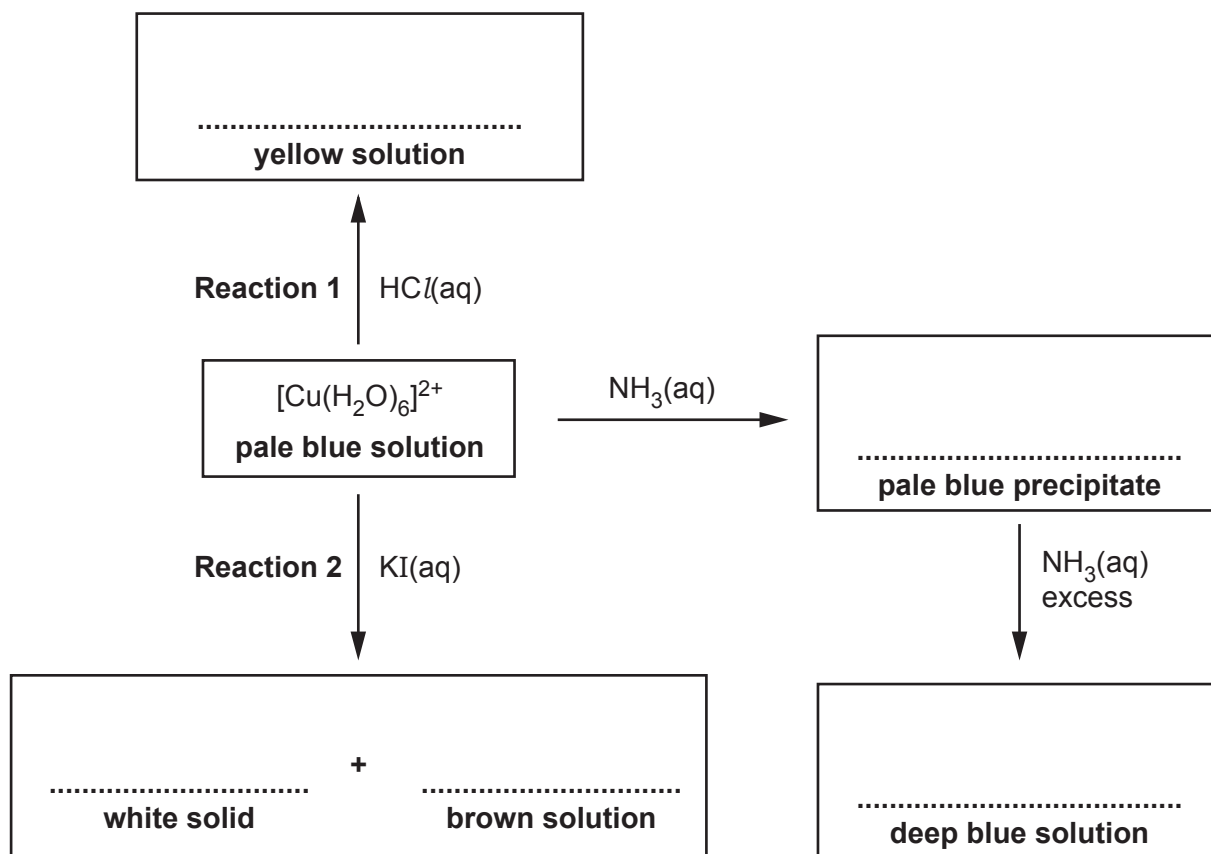 ........................................
yellow solution
Reaction 1 HCl(aq)
[Cu(H₂O)₆]²⁺
pale blue solution
NH₃(aq)
........................................
pale blue precipitate
Reaction 2 KI(aq)
NH₃(aq)
excess
................................ + ................................
white solid
brown solution
........................................
deep blue solution